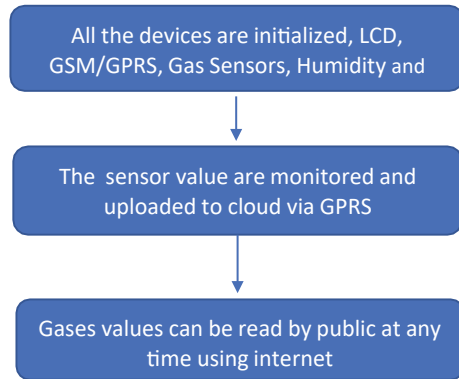 All the devices are initialized, LCD,
GSM/GPRS, Gas Sensors, Humidity and
The sensor value are monitored and
uploaded to cloud via GPRS
Gases values can be read by public at any
time using internet